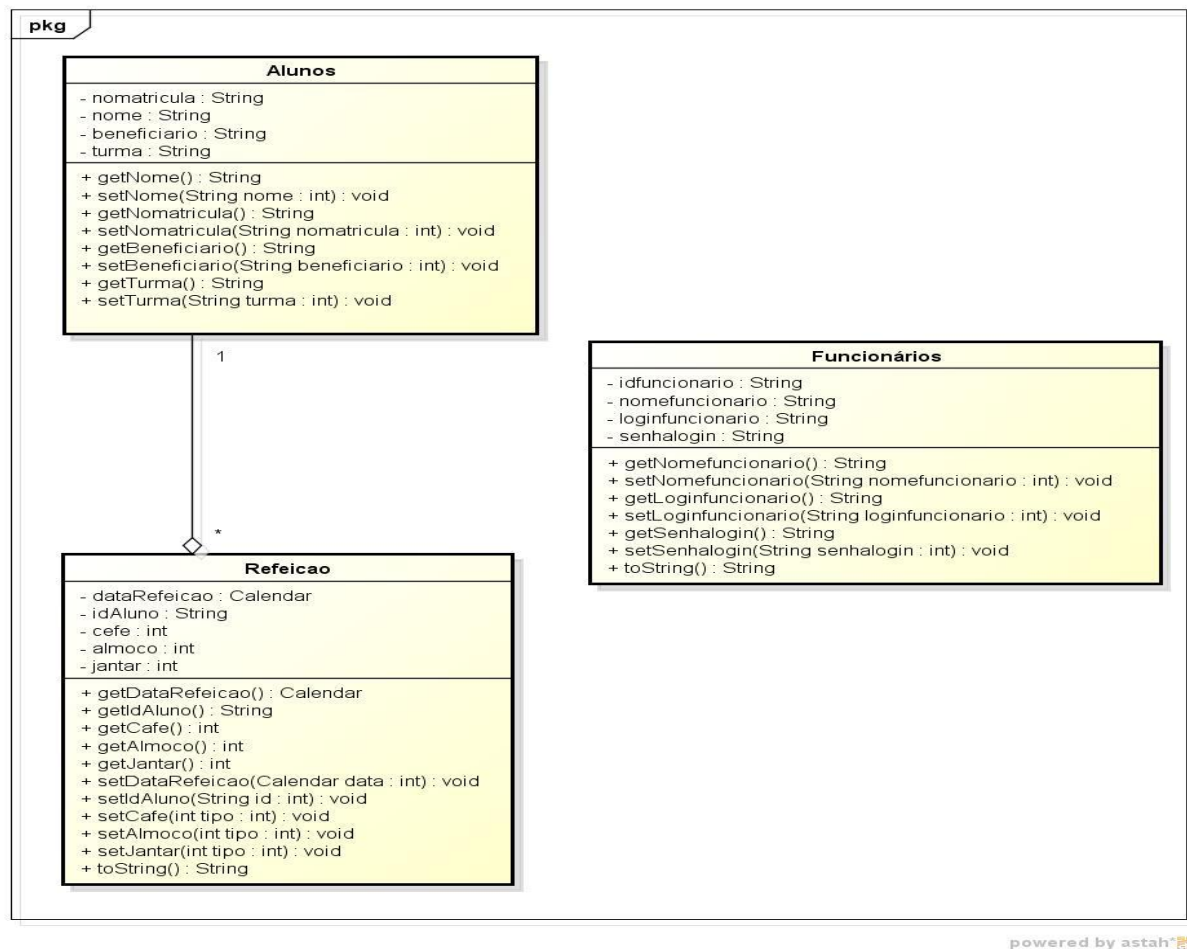 pkg
Alunos
- nomatricula : String
- nome : String
- beneficiario : String
- turma : String
+ getNome() : String
+ setNome(String nome : int) : void
+ getNomatricula() : String
+ setNomatricula(String nomatricula : int) : void
+ getBeneficiario() : String
+ setBeneficiario(String beneficiario : int) : void
+ getTurma() : String
+ setTurma(String turma : int) : void
1
*
Refeicao
- dataRefeicao : Calendar
- idAluno : String
- cefe : int
- almoco : int
- jantar : int
+ getDataRefeicao() : Calendar
+ getIdAluno() : String
+ getCafe() : int
+ getAlmoco() : int
+ getJantar() : int
+ setDataRefeicao(Calendar data : int) : void
+ setIdAluno(String id : int) : void
+ setCafe(int tipo : int) : void
+ setAlmoco(int tipo : int) : void
+ setJantar(int tipo : int) : void
+ toString() : String
Funcionários
- idfuncionario : String
- nomefuncionario : String
- loginfuncionario : String
- senhalogin : String
+ getNomefuncionario() : String
+ setNomefuncionario(String nomefuncionario : int) : void
+ getLoginfuncionario() : String
+ setLoginfuncionario(String loginfuncionario : int) : void
+ getSenhalogin() : String
+ setSenhalogin(String senhalogin : int) : void
+ toString() : String
powered by astah*